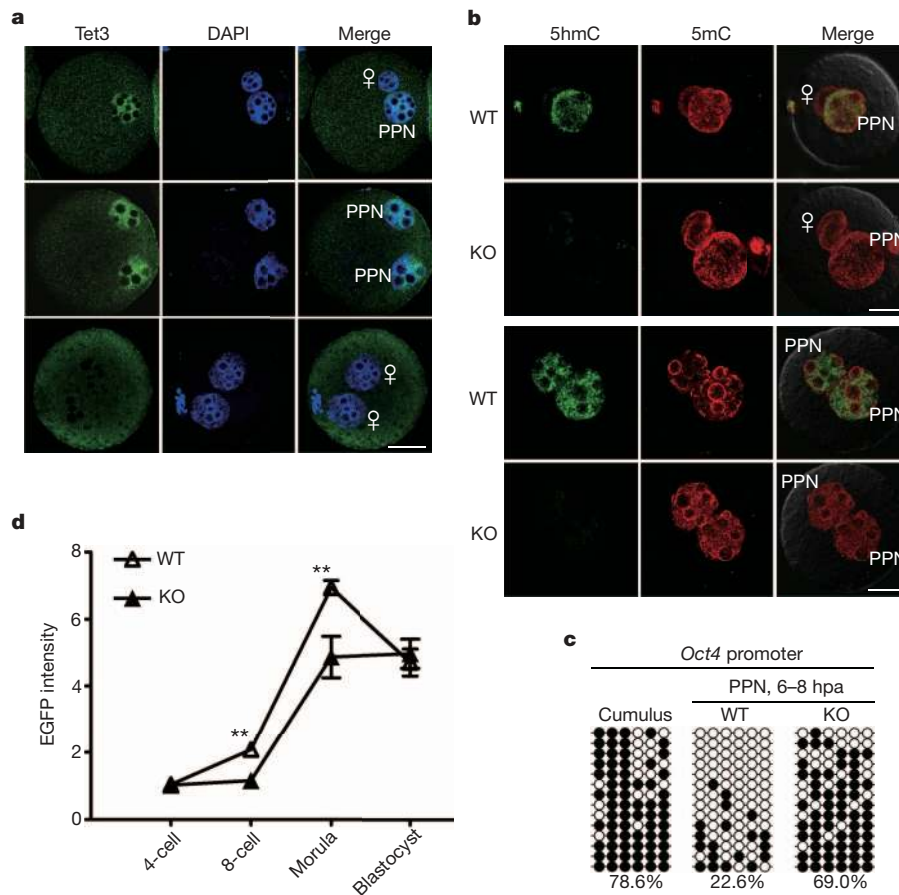 a
Tet3 DAPI Merge
♀
PPN
PPN
PPN
♀
♀
b
5hmC 5mC Merge
WT
♀
PPN
KO
♀
PPN
WT
PPN
PPN
KO
PPN
PPN
d
8
6
4
2
0
EGFP intensity
WT
KO
**
**
4-cell
8-cell
Morula
Blastocyst
c
Oct4 promoter
PPN, 6–8 hpa
Cumulus WT KO
78.6% 22.6% 69.0%